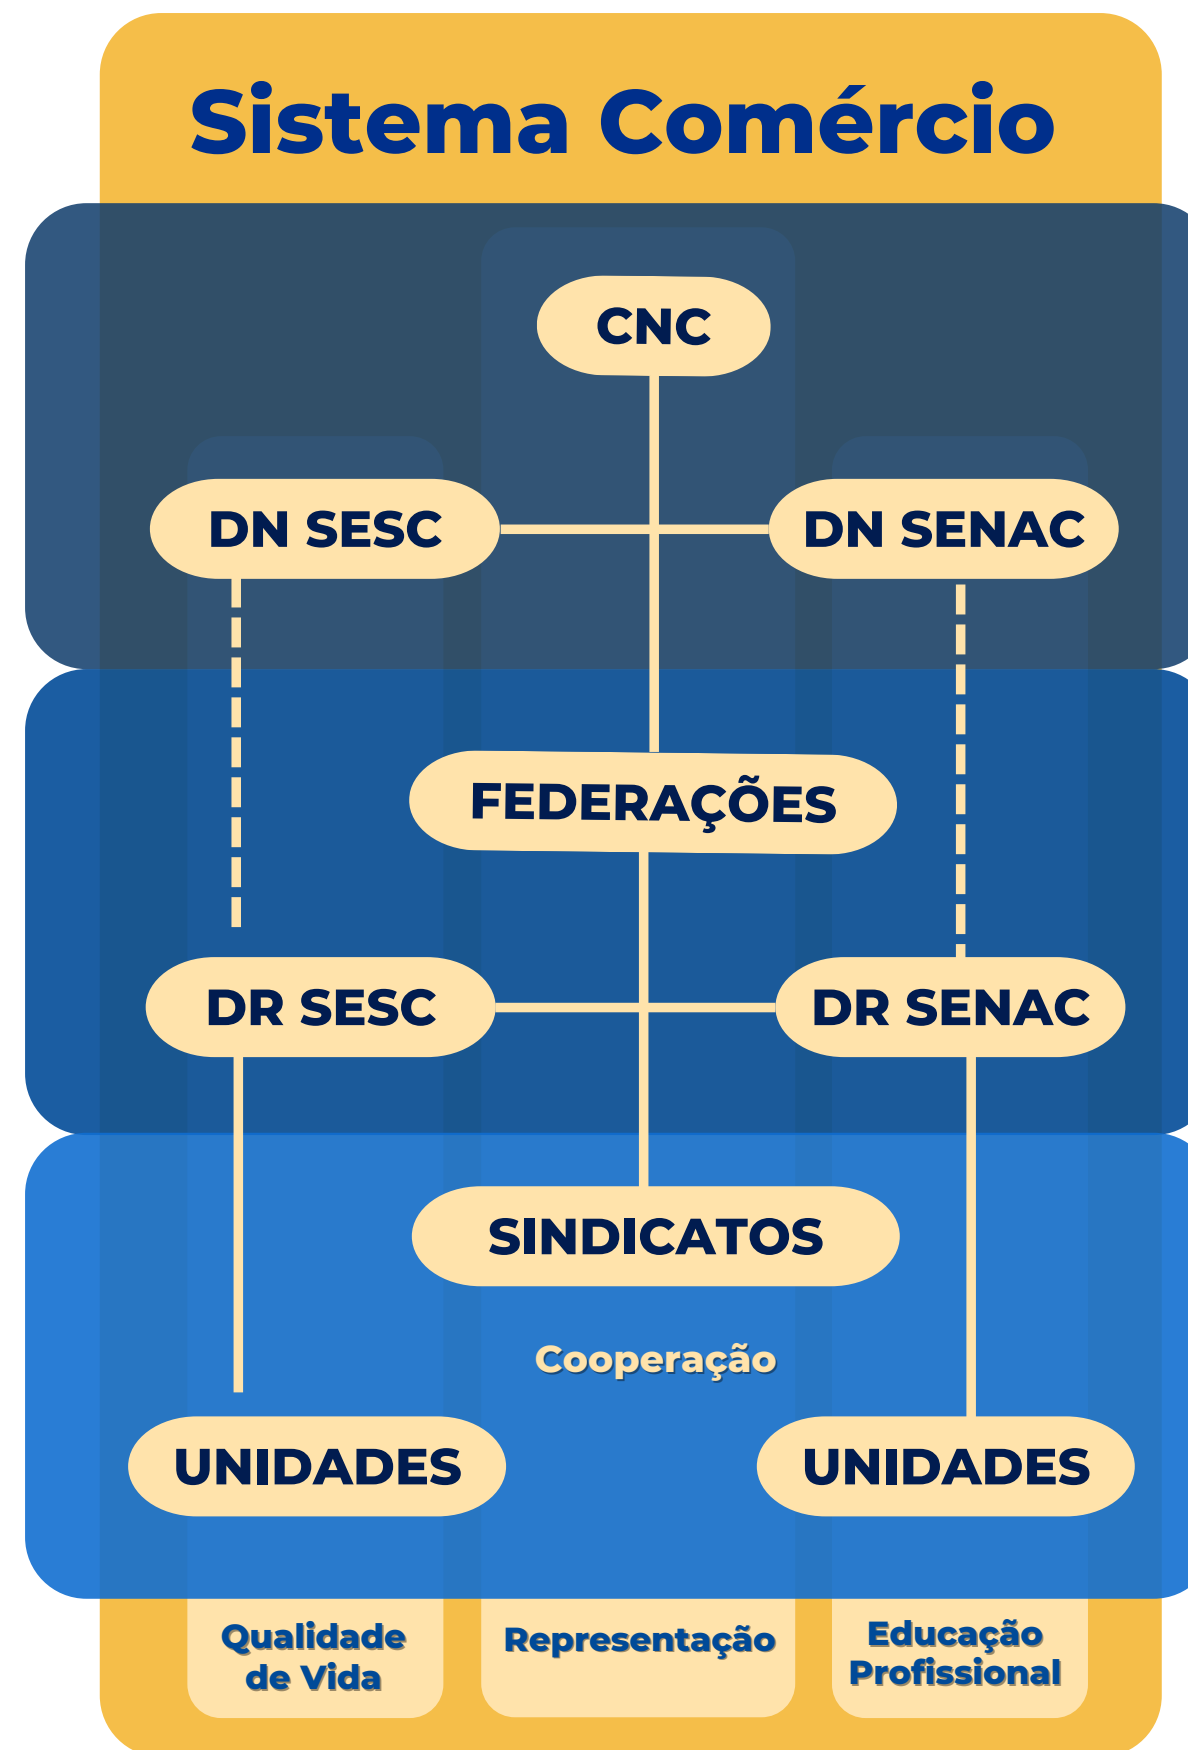 Sistema Comércio
CNC
DN SESC
DN SENAC
FEDERAÇÕES
DR SESC
DR SENAC
SINDICATOS
Cooperação
UNIDADES
UNIDADES
Qualidade
de Vida
Representação
Educação
Profissional